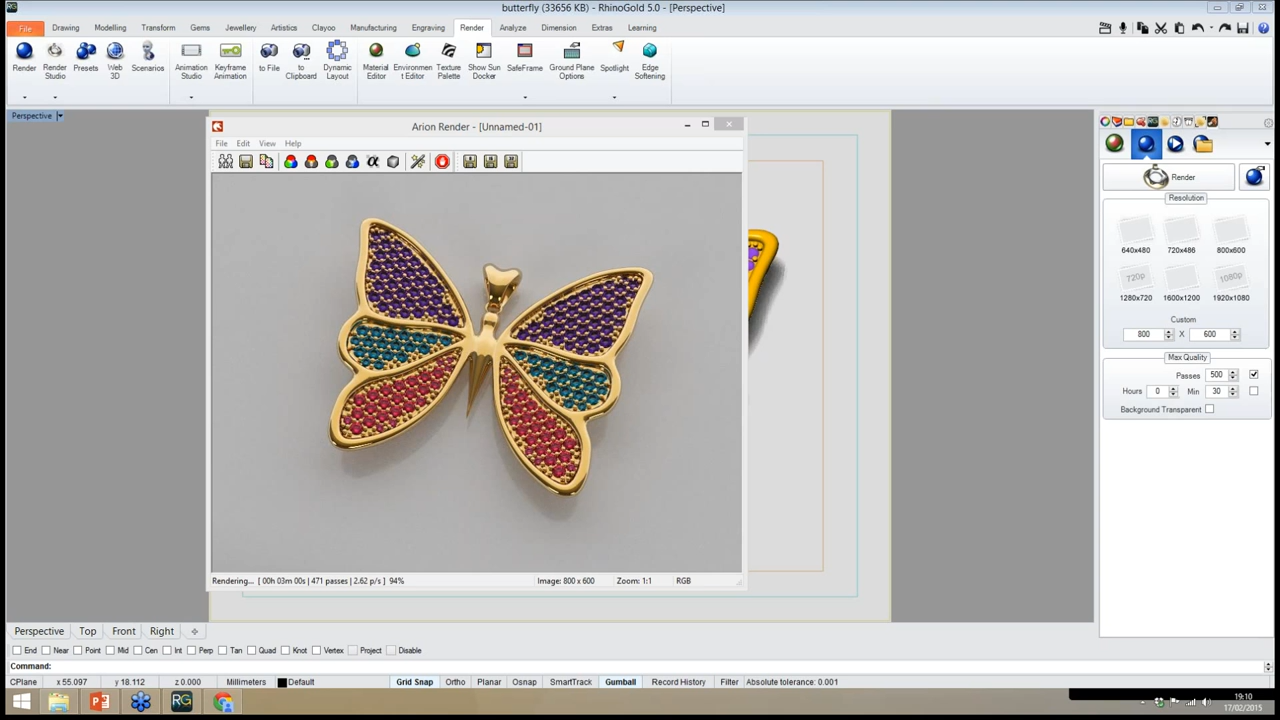 butterfly (33656 KB) - RhinoGold 5.0 - [Perspective]
File Drawing Modelling Transform Gems Jewellery Artistics Clayoo Manufacturing Engraving Render Analyze Dimension Extras Learning
Render Render Studio Presets Web 3D Scenarios Animation Studio Keyframe Animation to File to Clipboard Dynamic Layout Material Editor Environmen t Editor Texture Palette Show Sun Docker SafeFrame Ground Plane Options Spotlight Edge Softening
Perspective
Arion Render - [Unnamed-01]
File Edit View Help
Render
Resolution
640x480 720x486 800x600
720p 1080p
1280x720 1600x1200 1920x1080
Custom
800 X 600
Max Quality
Passes 500
Hours 0 Min 30
Background Transparent
Rendering... [ 00h 03m 00s | 471 passes | 2.62 p/s ] 94% Image: 800 x 600 Zoom: 1:1 RGB
Perspective Top Front Right
End Near Point Mid Cen Int Perp Tan Quad Knot Vertex Project Disable
Command:
CPlane x 55.097 y 18.112 z 0.000 Millimeters Default Grid Snap Ortho Planar Osnap SmartTrack Gumball Record History Filter Absolute tolerance: 0.001
19:10
17/02/2015